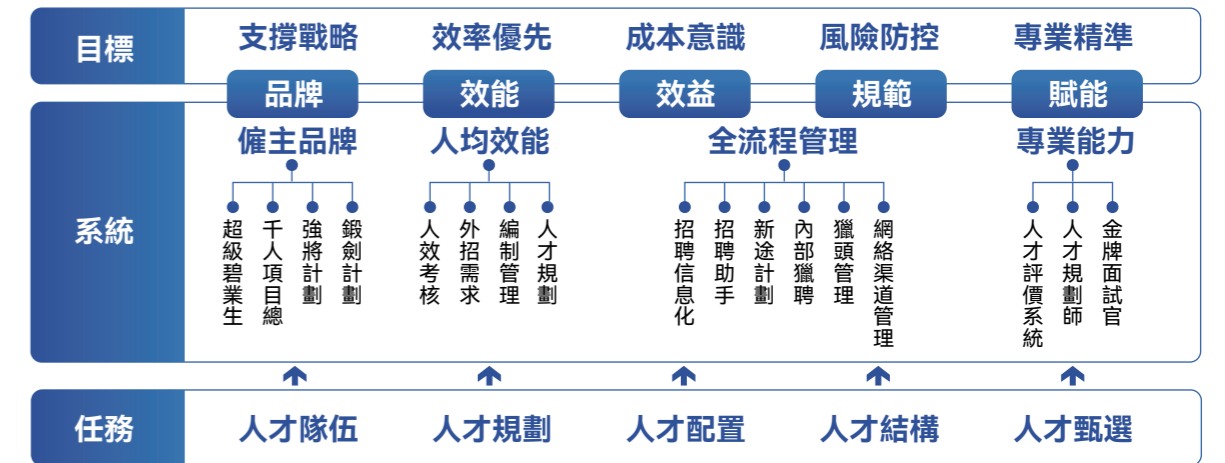 目標
支撐戰略
效率優先
成本意識
風險防控
專業精準
品牌
效能
效益
規範
賦能
系統
僱主品牌
人均效能
全流程管理
專業能力
超級碧業生
千人項目總
強將計劃
鍛劍計劃
人效考核
外招需求
編制管理
人才規劃
招聘信息化
招聘助手
新途計劃
內部獵聘
獵頭管理
網絡渠道管理
人才評價系統
人才規劃師
金牌面試官
任務
人才隊伍
人才規劃
人才配置
人才結構
人才甄選